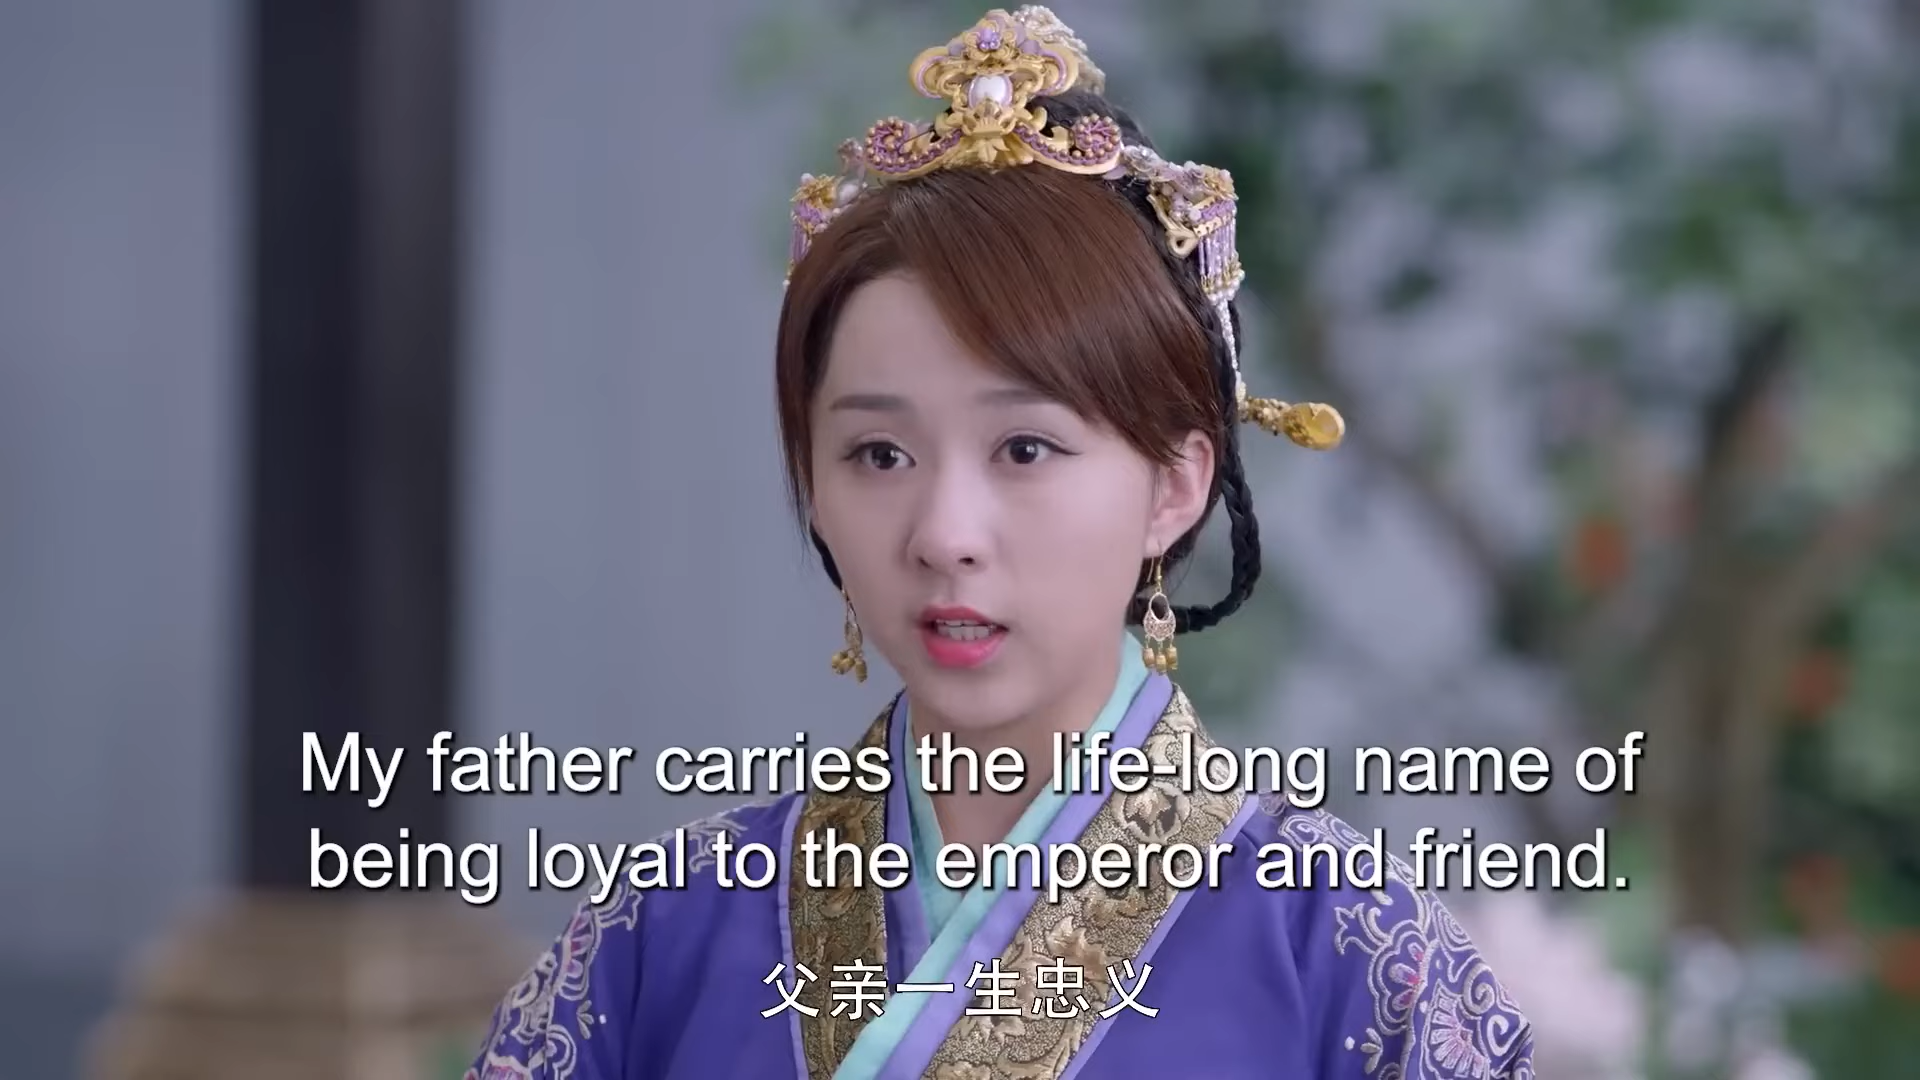 My father carries the life-long name of
being loyal to the emperor and friend.
父亲一生忠义